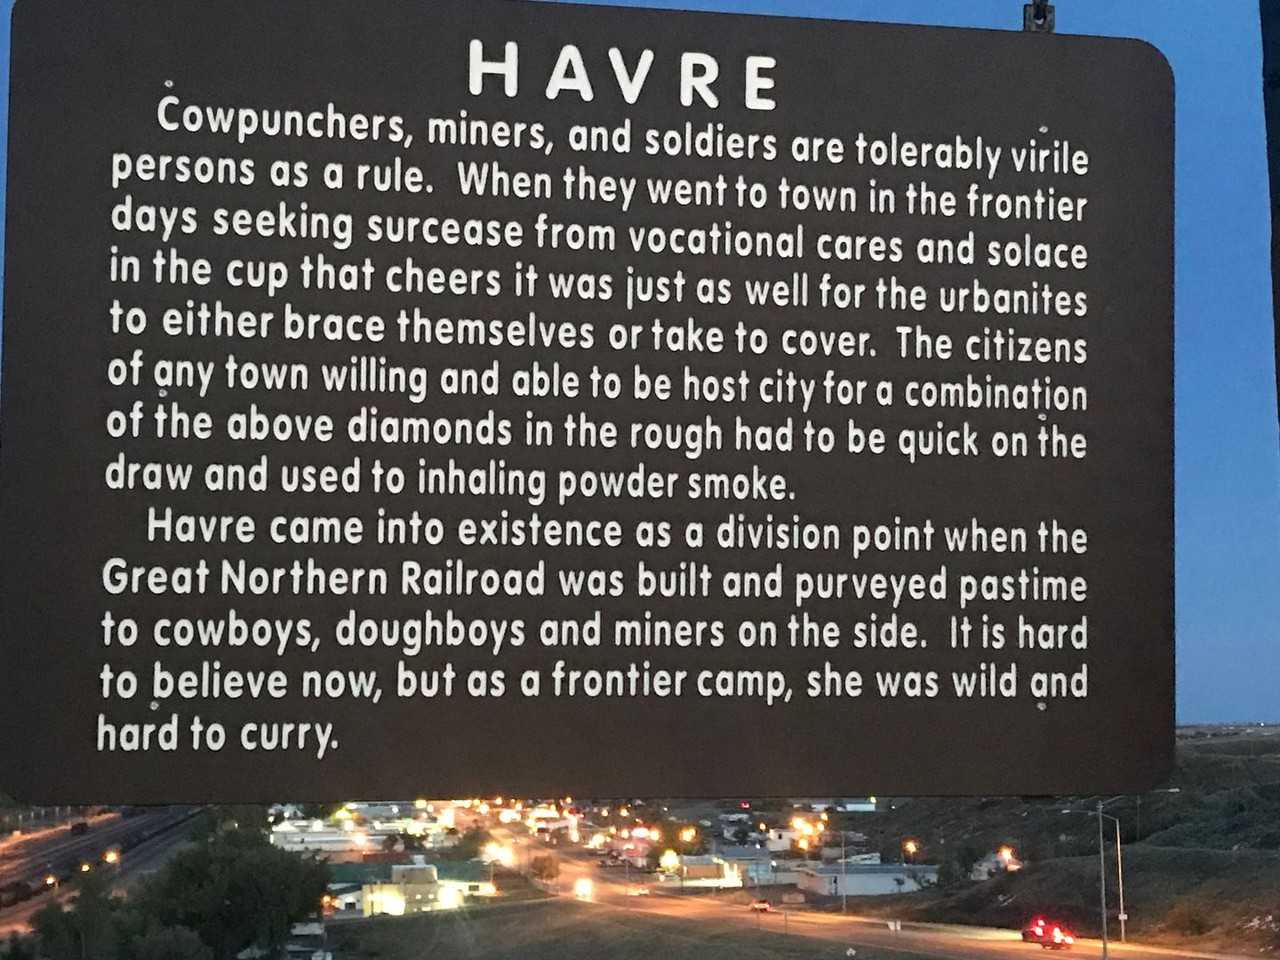 HAVRE
Cowpunchers, miners, and soldiers are tolerably virile
persons as a rule. When they went to town in the frontier
days seeking surcease from vocational cares and solace
in the cup that cheers it was just as well for the urbanites
to either brace themselves or take to cover. The citizens
of any town willing and able to be host city for a combination
of the above diamonds in the rough had to be quick on the
draw and used to inhaling powder smoke.
Havre came into existence as a division point when the
Great Northern Railroad was built and purveyed pastime
to cowboys, doughboys and miners on the side. It is hard
to believe now, but as a frontier camp, she was wild and
hard to curry.